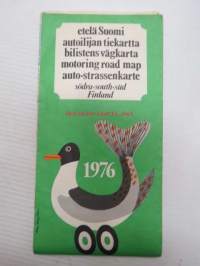 etelä Suomi
autoilijan tiekartta
bilistens vägkarta
motoring road map
auto-strassenkarte
södra-south-süd
Finland
1976